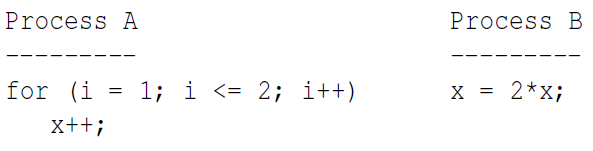 Process A Process B
--------- ---------
for (i = 1; i <= 2; i++) x = 2*x;
x++;